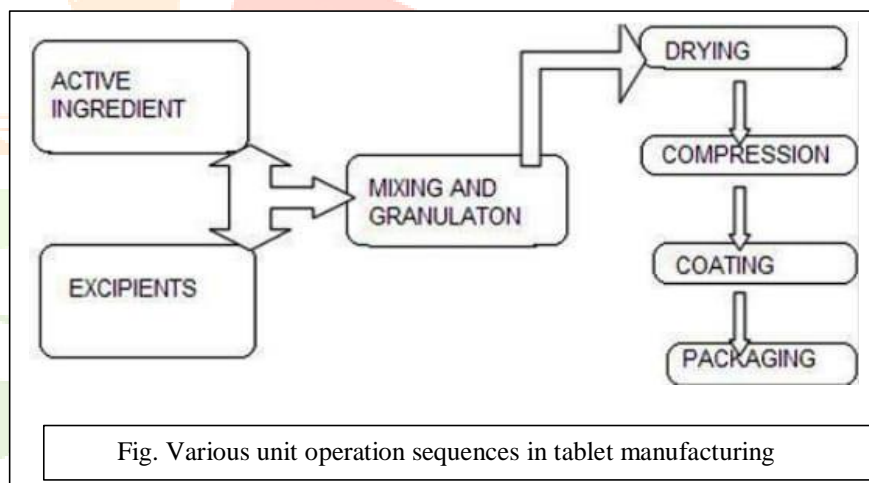 ACTIVE
INGREDIENT
EXCIPIENTS
MIXING AND
GRANULATON
DRYING
COMPRESSION
COATING
PACKAGING
Fig. Various unit operation sequences in tablet manufacturing